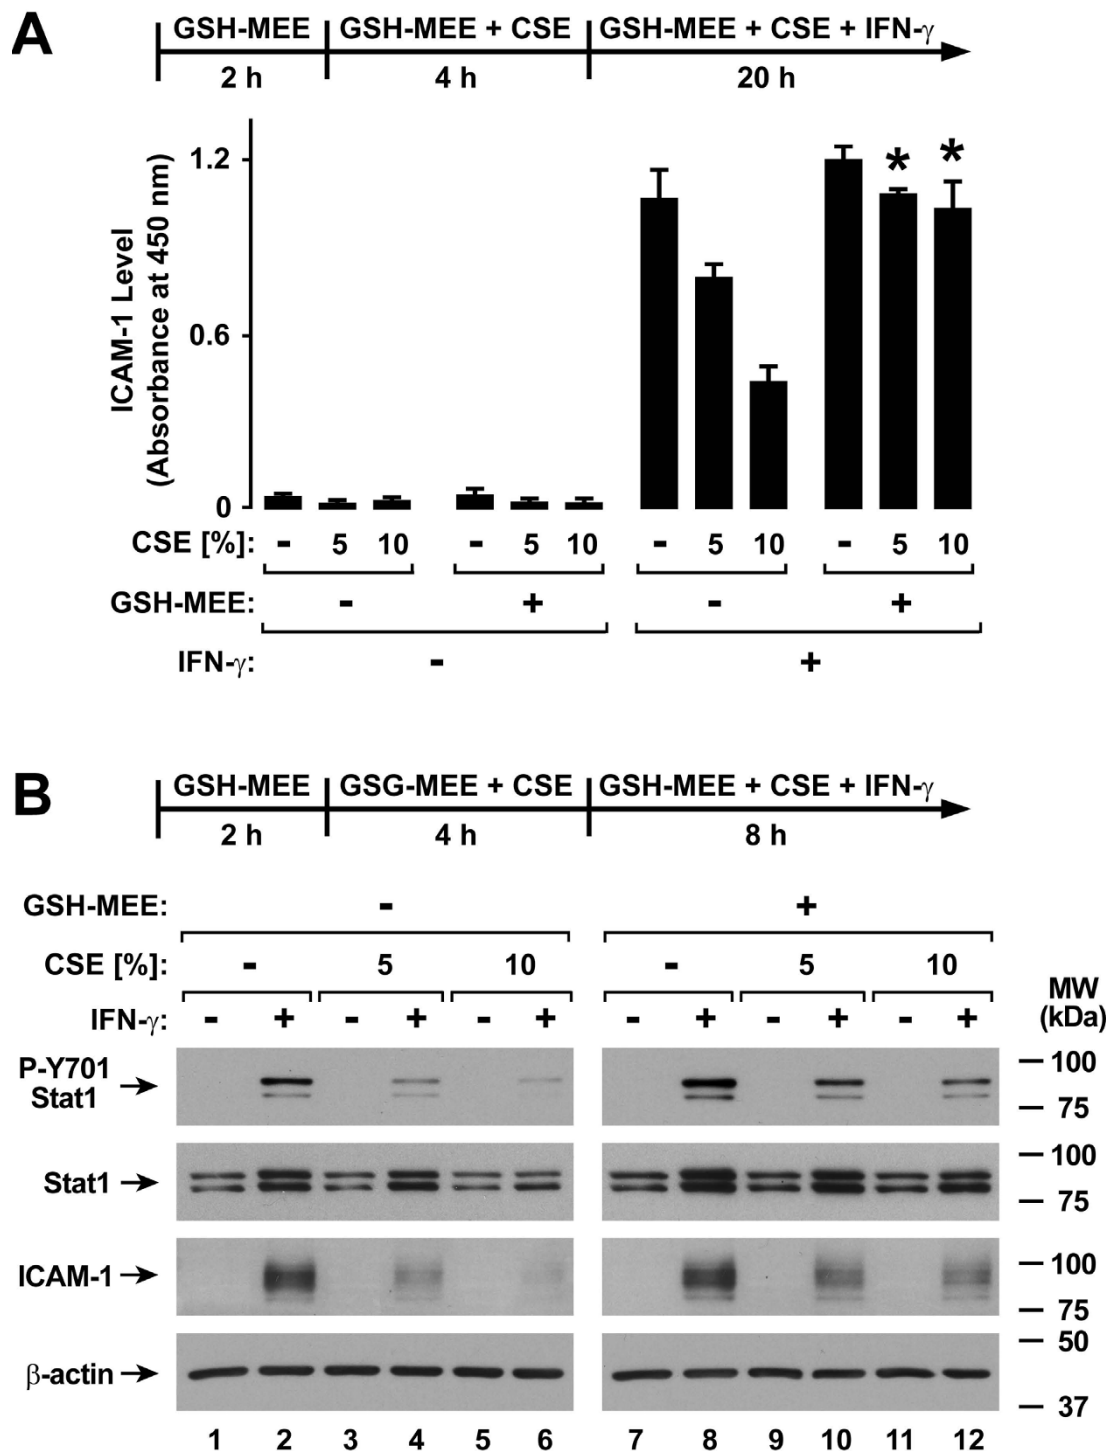 A
GSH-MEE GSH-MEE + CSE GSH-MEE + CSE + IFN-γ
2 h 4 h 20 h
ICAM-1 Level
(Absorbance at 450 nm)
1.2
0.6
0
* *
CSE [%]: - 5 10 - 5 10 - 5 10 - 5 10
GSH-MEE: - + - +
IFN-γ: - +
B
GSH-MEE GSG-MEE + CSE GSH-MEE + CSE + IFN-γ
2 h 4 h 8 h
GSH-MEE: - +
CSE [%]: - 5 10 - 5 10
MW
(kDa)
IFN-γ: - + - + - + - + - + - +
P-Y701
Stat1
100
75
Stat1
100
75
ICAM-1
100
75
β-actin
50
37
1 2 3 4 5 6 7 8 9 10 11 12